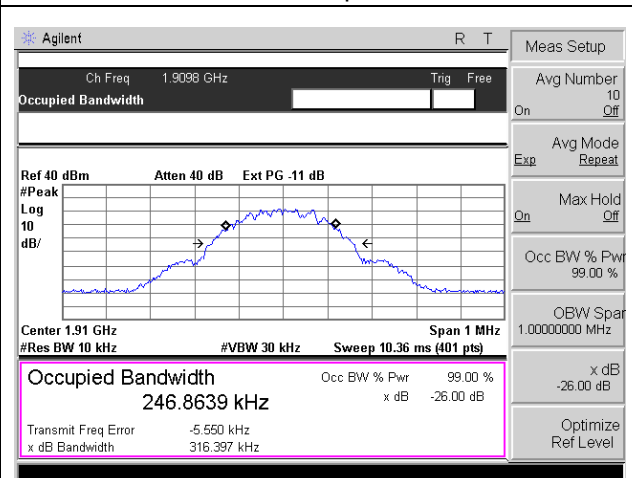 Agilent R T
Ch Freq 1.9098 GHz Trig Free
Occupied Bandwidth
Ref 40 dBm Atten 40 dB Ext PG -11 dB
#Peak
Log
10
dB/
Center 1.91 GHz Span 1 MHz
#Res BW 10 kHz #VBW 30 kHz Sweep 10.36 ms (401 pts)
Occupied Bandwidth
246.8639 kHz
Occ BW % Pwr 99.00 %
x dB -26.00 dB
Transmit Freq Error -5.550 kHz
x dB Bandwidth 316.397 kHz
Meas Setup
Avg Number
10
On Off
Avg Mode
Exp Repeat
Max Hold
On Off
Occ BW % Pwr
99.00 %
OBW Span
1.00000000 MHz
x dB
-26.00 dB
Optimize
Ref Level